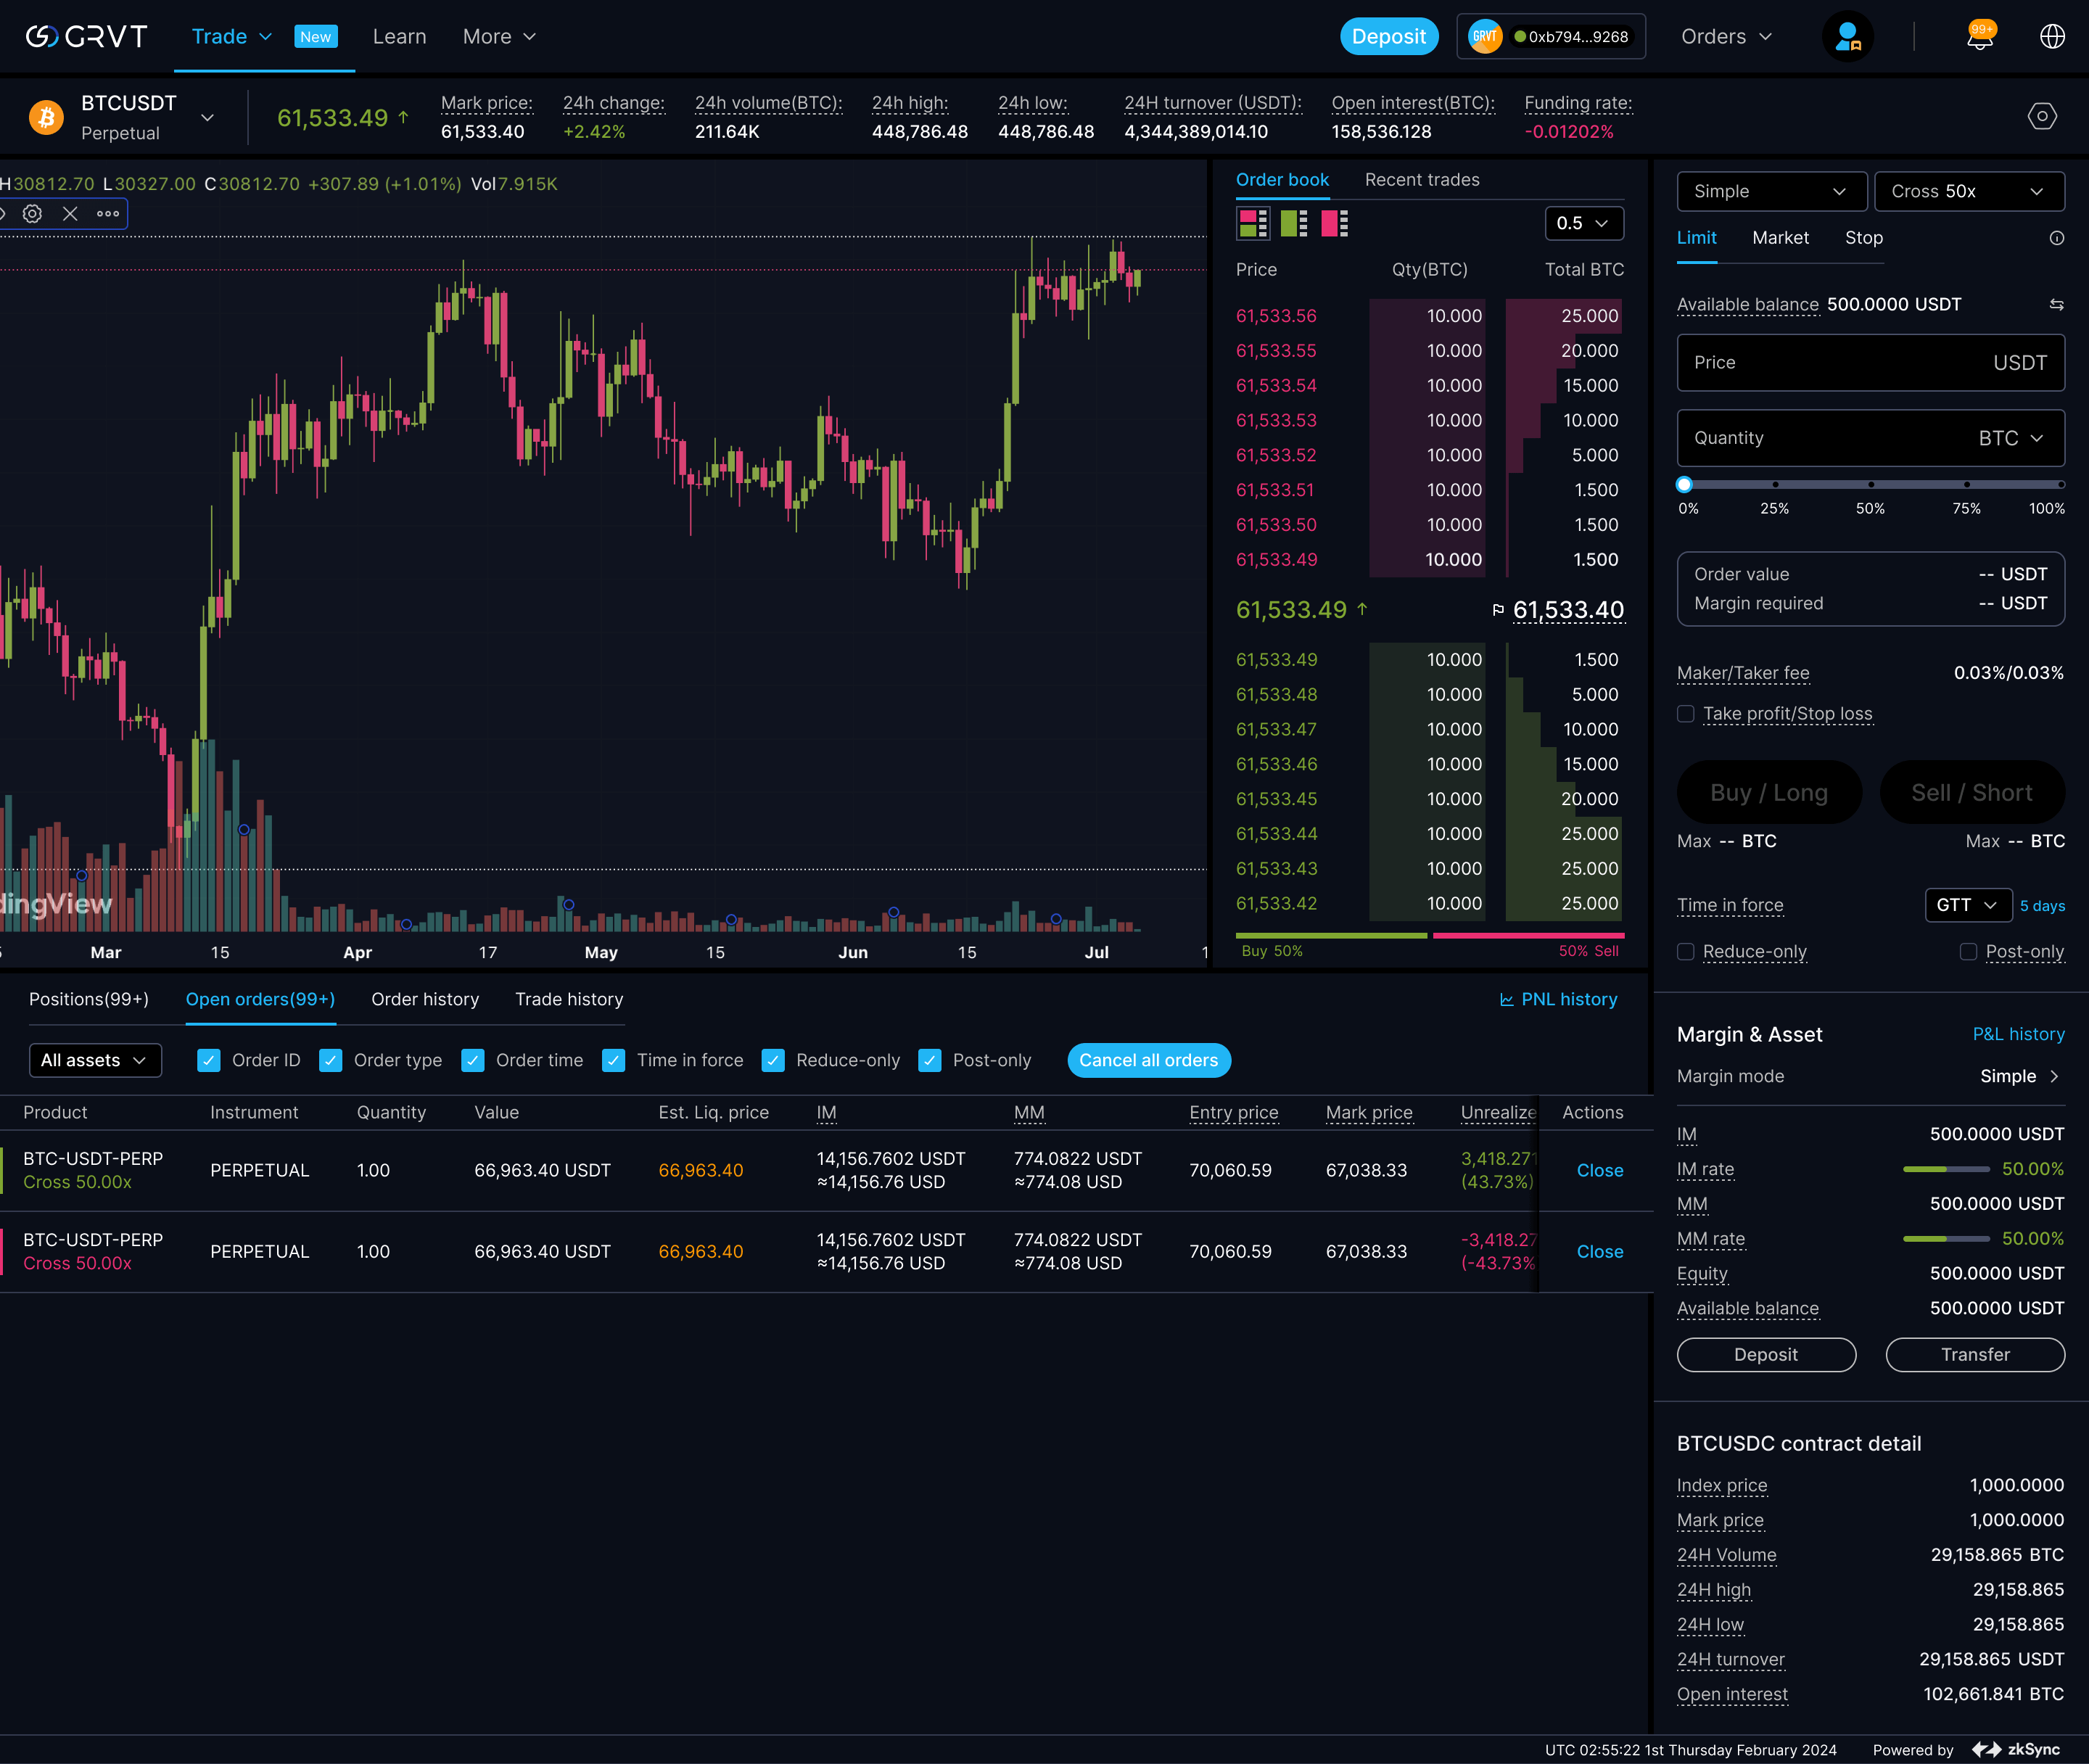 GRVT
Trade New Learn More Deposit GRVT 0xb794...9268 Orders 99+
BTCUSDT
Perpetual
61,533.49
Mark price: 24h change: 24h volume(BTC): 24h high: 24h low: 24H turnover (USDT): Open interest(BTC): Funding rate:
61,533.40 +2.42% 211.64K 448,786.48 448,786.48 4,344,389,014.10 158,536.128 -0.01202%
H30812.70 L30327.00 C30812.70 +307.89 (+1.01%) Vol7.915K
dingView
Mar 15 Apr 17 May 15 Jun 15 Jul 1
Order book Recent trades
0.5
Price Qty(BTC) Total BTC
61,533.56 10.000 25.000
61,533.55 10.000 20.000
61,533.54 10.000 15.000
61,533.53 10.000 10.000
61,533.52 10.000 5.000
61,533.51 10.000 1.500
61,533.50 10.000 1.500
61,533.49 10.000 1.500
61,533.49 61,533.40
61,533.49 10.000 1.500
61,533.48 10.000 5.000
61,533.47 10.000 10.000
61,533.46 10.000 15.000
61,533.45 10.000 20.000
61,533.44 10.000 25.000
61,533.43 10.000 25.000
61,533.42 10.000 25.000
Buy 50% 50% Sell
Simple Cross 50x
Limit Market Stop
Available balance 500.0000 USDT
Price USDT
Quantity BTC
0% 25% 50% 75% 100%
Order value -- USDT
Margin required -- USDT
Maker/Taker fee 0.03%/0.03%
Take profit/Stop loss
Buy / Long Sell / Short
Max -- BTC Max -- BTC
Time in force GTT 5 days
Reduce-only Post-only
Positions(99+) Open orders(99+) Order history Trade history PNL history
All assets Order ID Order type Order time Time in force Reduce-only Post-only Cancel all orders
Product Instrument Quantity Value Est. Liq. price IM MM Entry price Mark price Unrealize Actions
BTC-USDT-PERP PERPETUAL 1.00 66,963.40 USDT 66,963.40 14,156.7602 USDT 774.0822 USDT 70,060.59 67,038.33 3,418.271 Close
Cross 50.00x ≈14,156.76 USD ≈774.08 USD (43.73%)
BTC-USDT-PERP PERPETUAL 1.00 66,963.40 USDT 66,963.40 14,156.7602 USDT 774.0822 USDT 70,060.59 67,038.33 -3,418.27 Close
Cross 50.00x ≈14,156.76 USD ≈774.08 USD (-43.73%
Margin & Asset P&L history
Margin mode Simple
IM 500.0000 USDT
IM rate 50.00%
MM 500.0000 USDT
MM rate 50.00%
Equity 500.0000 USDT
Available balance 500.0000 USDT
Deposit Transfer
BTCUSDC contract detail
Index price 1,000.0000
Mark price 1,000.0000
24H Volume 29,158.865 BTC
24H high 29,158.865
24H low 29,158.865
24H turnover 29,158.865 USDT
Open interest 102,661.841 BTC
UTC 02:55:22 1st Thursday February 2024 Powered by zkSync